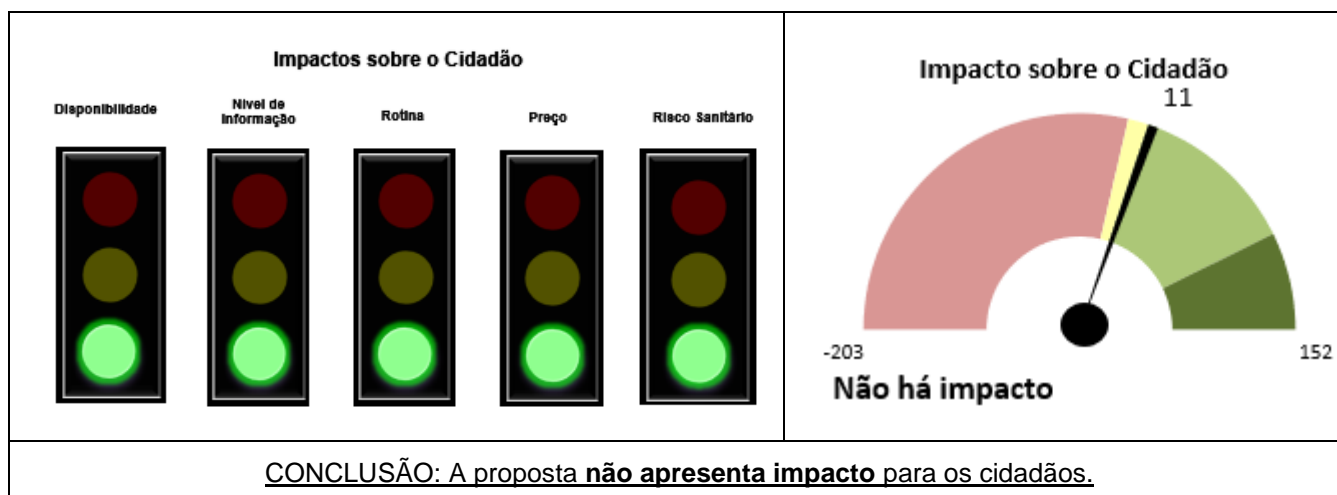 Impactos sobre o Cidadão
Disponibilidade
Nível de
Informação
Rotina
Preço
Risco Sanitário
Impacto sobre o Cidadão
11
-203
152
Não há impacto
CONCLUSÃO: A proposta não apresenta impacto para os cidadãos.